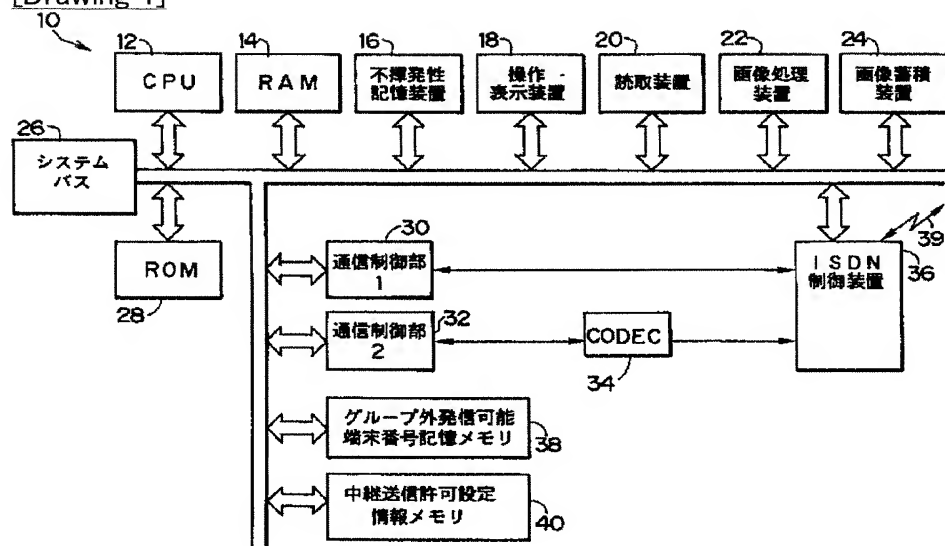 [Drawing 1]
10
12
14
16
18
20
22
24
CPU
RAM
不揮発性
記憶装置
操作・
表示装置
読取装置
画像処理
装置
画像蓄積
装置
26
システム
バス
ROM
28
30
通信制御部
1
32
通信制御部
2
CODEC
34
ISDN
制御装置
36
39
グループ外発信可能
端末番号記憶メモリ
38
中継送信許可設定
情報メモリ
40